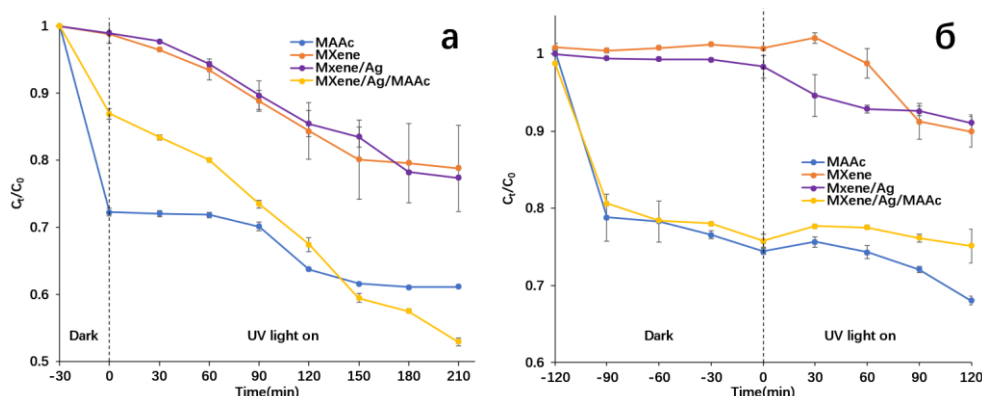 а
MAAc
MXene
Mxene/Ag
MXene/Ag/MAAc
1
0.9
0.8
0.7
0.6
0.5
Ct/C0
Dark
UV light on
-30 0 30 60 90 120 150 180 210
Time(min)
б
MAAc
MXene
Mxene/Ag
MXene/Ag/MAAc
1
0.9
0.8
0.7
0.6
Ct/C0
Dark
UV light on
-120 -90 -60 -30 0 30 60 90 120
Time(min)